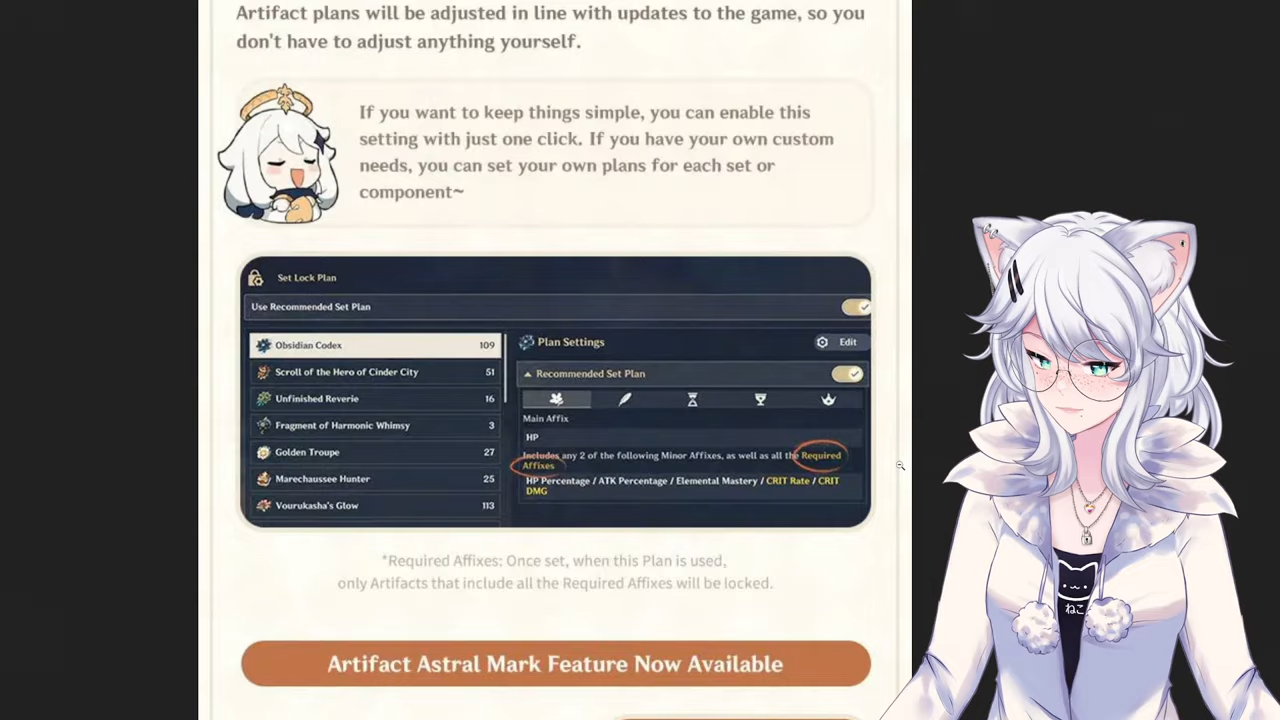 Artifact plans will be adjusted in line with updates to the game, so you
don't have to adjust anything yourself.
If you want to keep things simple, you can enable this
setting with just one click. If you have your own custom
needs, you can set your own plans for each set or
component~
Set Lock Plan
Use Recommended Set Plan
Obsidian Codex 109
Scroll of the Hero of Cinder City 51
Unfinished Reverie 16
Fragment of Harmonic Whimsy 3
Golden Troupe 27
Marechaussee Hunter 25
Vourukasha's Glow 113
Plan Settings
Edit
Recommended Set Plan
Main Affix
HP
Includes any 2 of the following Minor Affixes, as well as all the Required
Affixes
HP Percentage / ATK Percentage / Elemental Mastery / CRIT Rate / CRIT
DMG
*Required Affixes: Once set, when this Plan is used,
only Artifacts that include all the Required Affixes will be locked.
Artifact Astral Mark Feature Now Available
ねこ